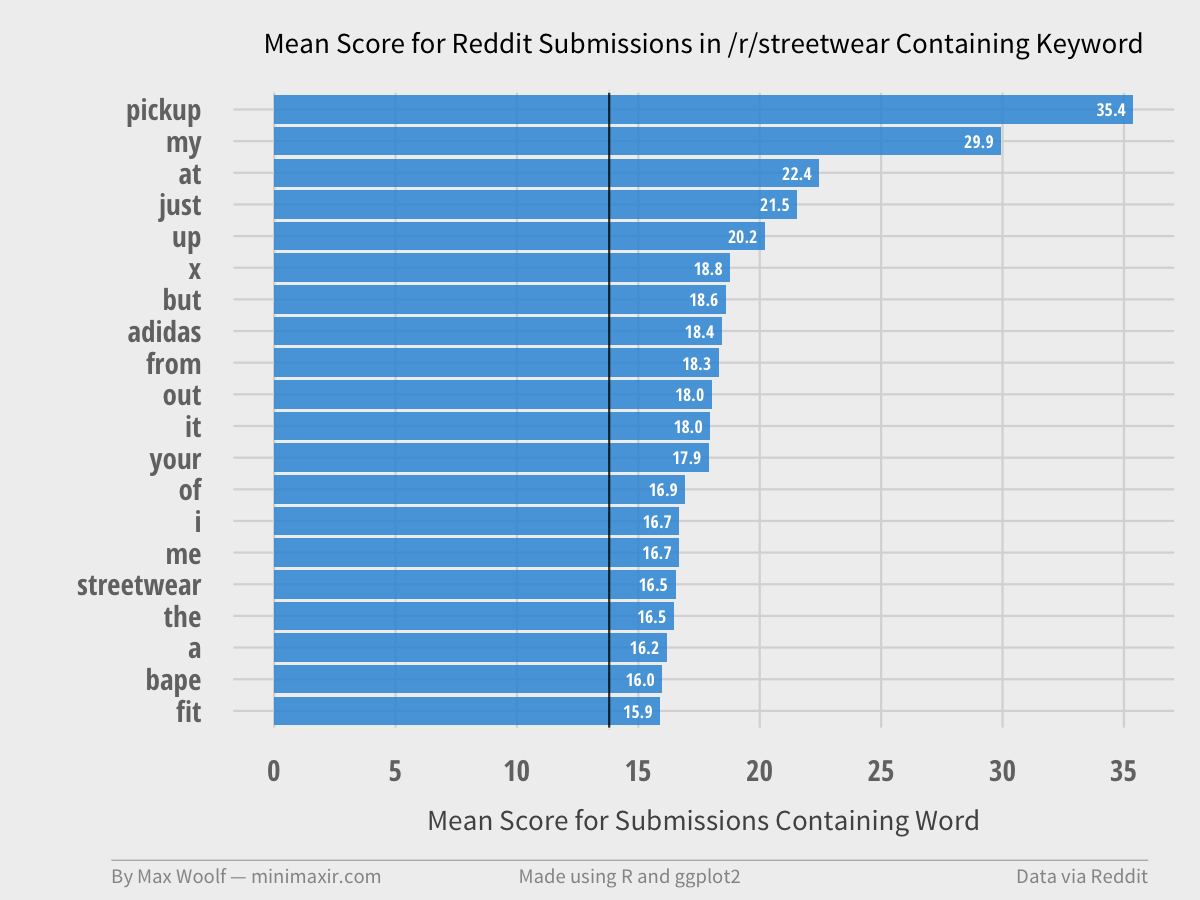 Mean Score for Reddit Submissions in /r/streetwear Containing Keyword
pickup 35.4
my 29.9
at 22.4
just 21.5
up 20.2
x 18.8
but 18.6
adidas 18.4
from 18.3
out 18.0
it 18.0
your 17.9
of 16.9
i 16.7
me 16.7
streetwear 16.5
the 16.5
a 16.2
bape 16.0
fit 15.9
0 5 10 15 20 25 30 35
Mean Score for Submissions Containing Word
By Max Woolf — minimaxir.com Made using R and ggplot2 Data via Reddit